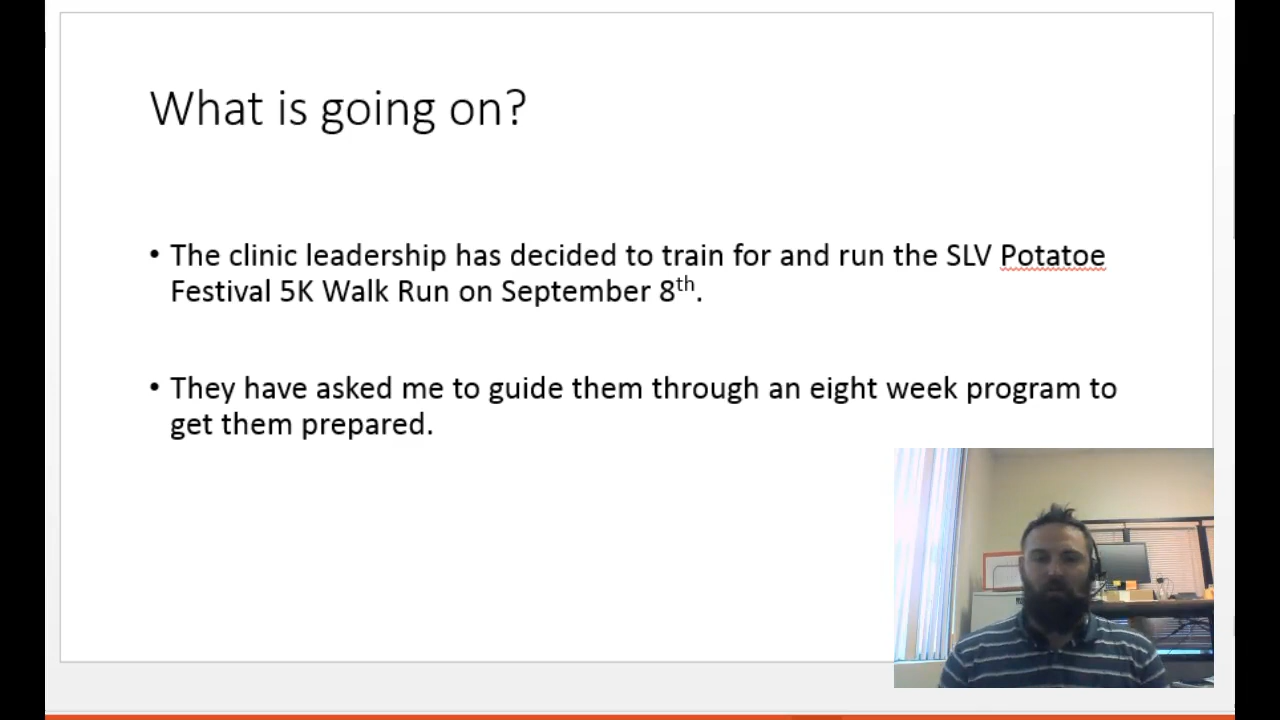 What is going on?
• The clinic leadership has decided to train for and run the SLV Potatoe
Festival 5K Walk Run on September 8th.
• They have asked me to guide them through an eight week program to
get them prepared.